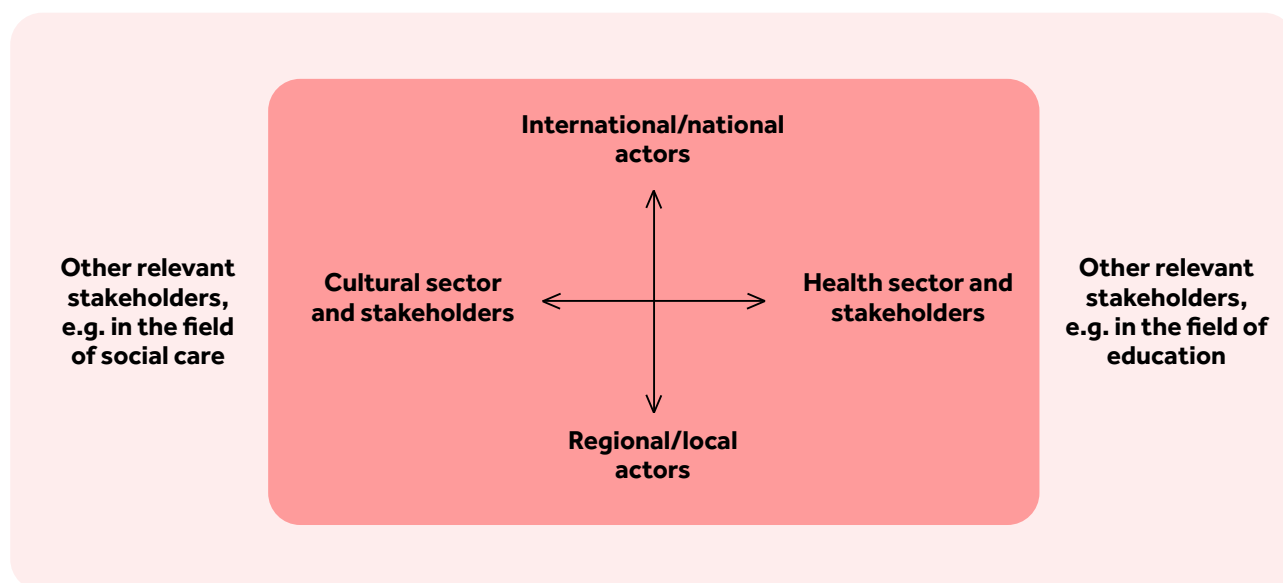 International/national
actors
Other relevant
stakeholders,
e.g. in the field
of social care
Cultural sector
and stakeholders
Health sector and
stakeholders
Other relevant
stakeholders,
e.g. in the field of
education
Regional/local
actors